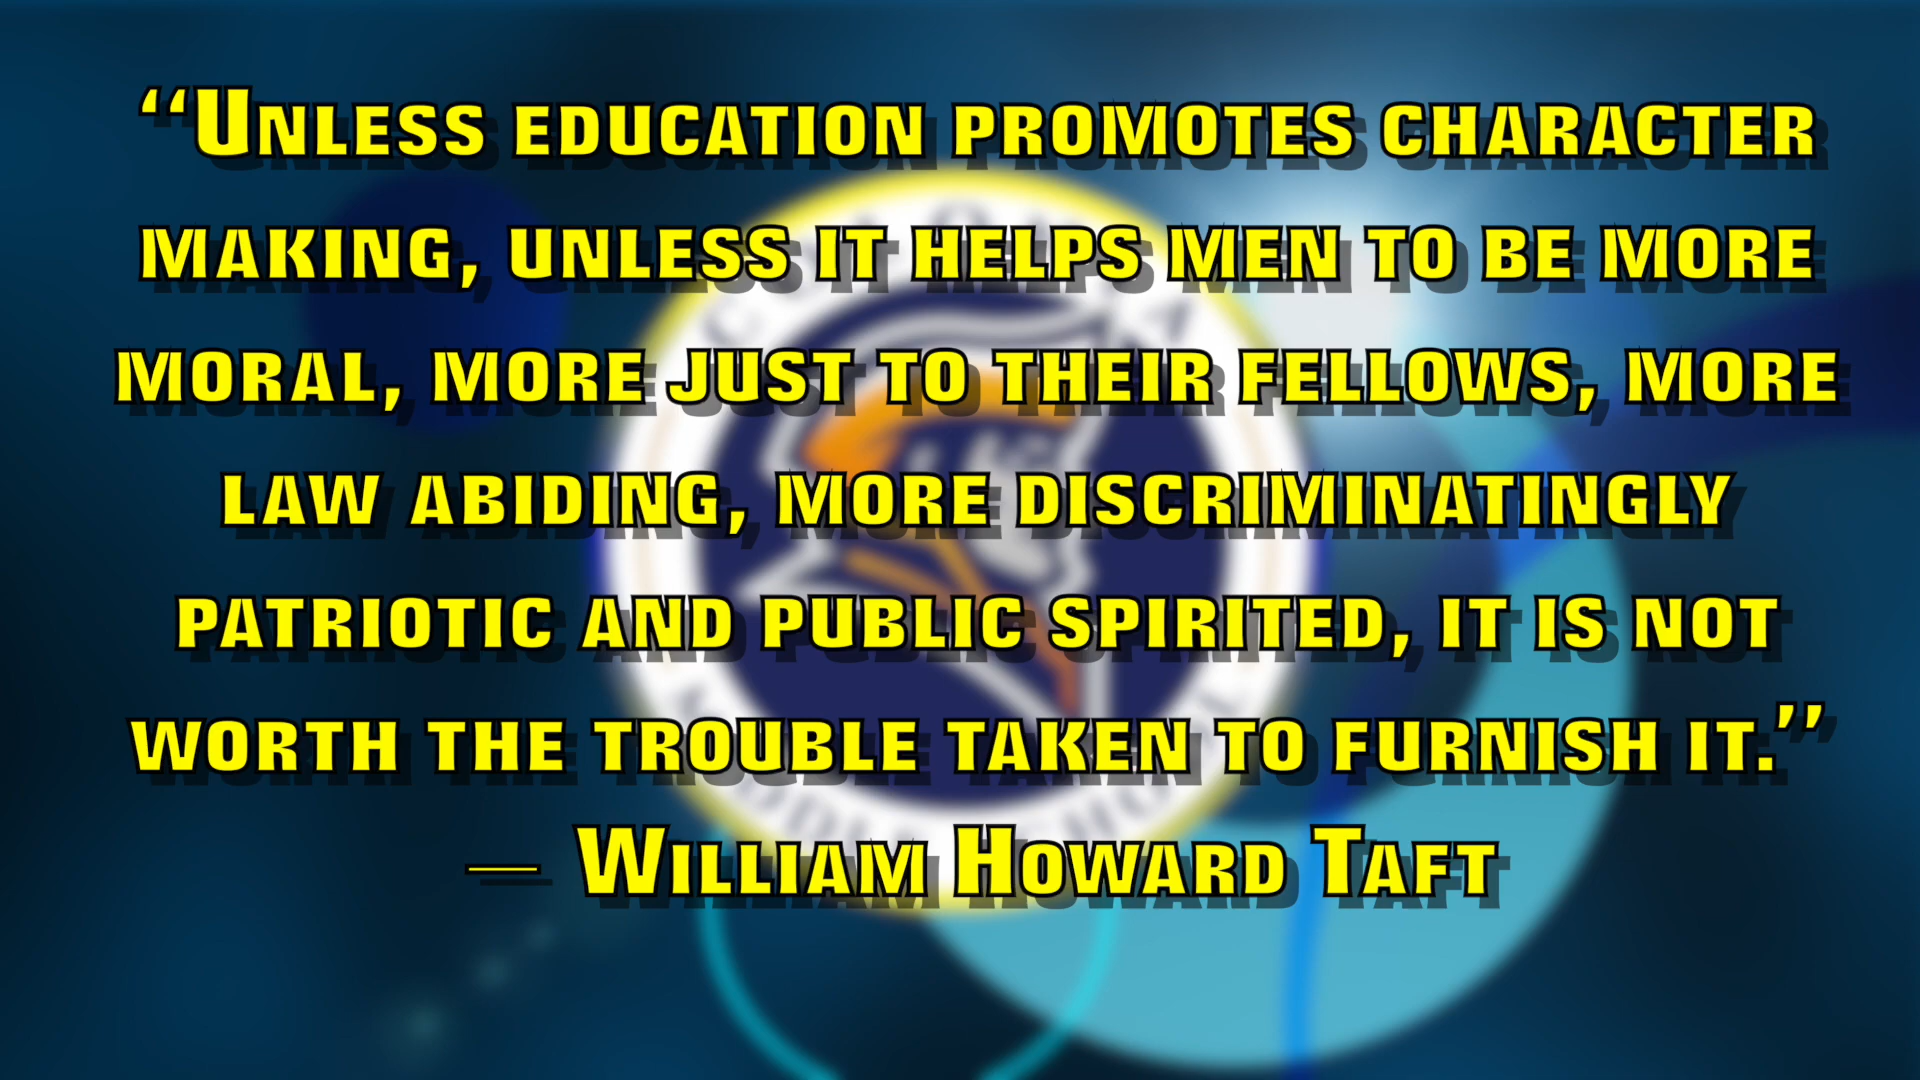 “Unless education promotes character
making, unless it helps men to be more
moral, more just to their fellows, more
law abiding, more discriminatingly
patriotic and public spirited, it is not
worth the trouble taken to furnish it.”
— William Howard Taft